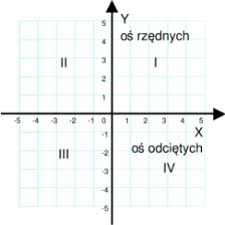 Y
5
oś rzędnych
4
II
3
I
2
1
-5 -4 -3 -2 -1 0 1 2 3 4 5
-1
X
-2
oś odciętych
III
-3
IV
-4
-5